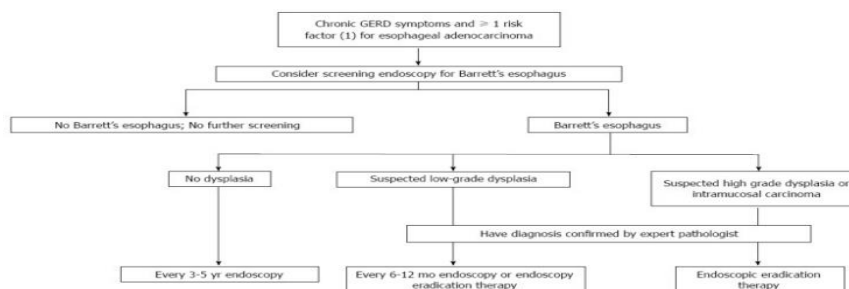 Chronic GERD symptoms and ≥ 1 risk
factor (1) for esophageal adenocarcinoma
Consider screening endoscopy for Barrett's esophagus
No Barrett's esophagus; No further screening
Barrett's esophagus
No dysplasia
Suspected low-grade dysplasia
Suspected high grade dysplasia or
intramucosal carcinoma
Have diagnosis confirmed by expert pathologist
Every 3-5 yr endoscopy
Every 6-12 mo endoscopy or endoscopy
eradication therapy
Endoscopic eradication
therapy